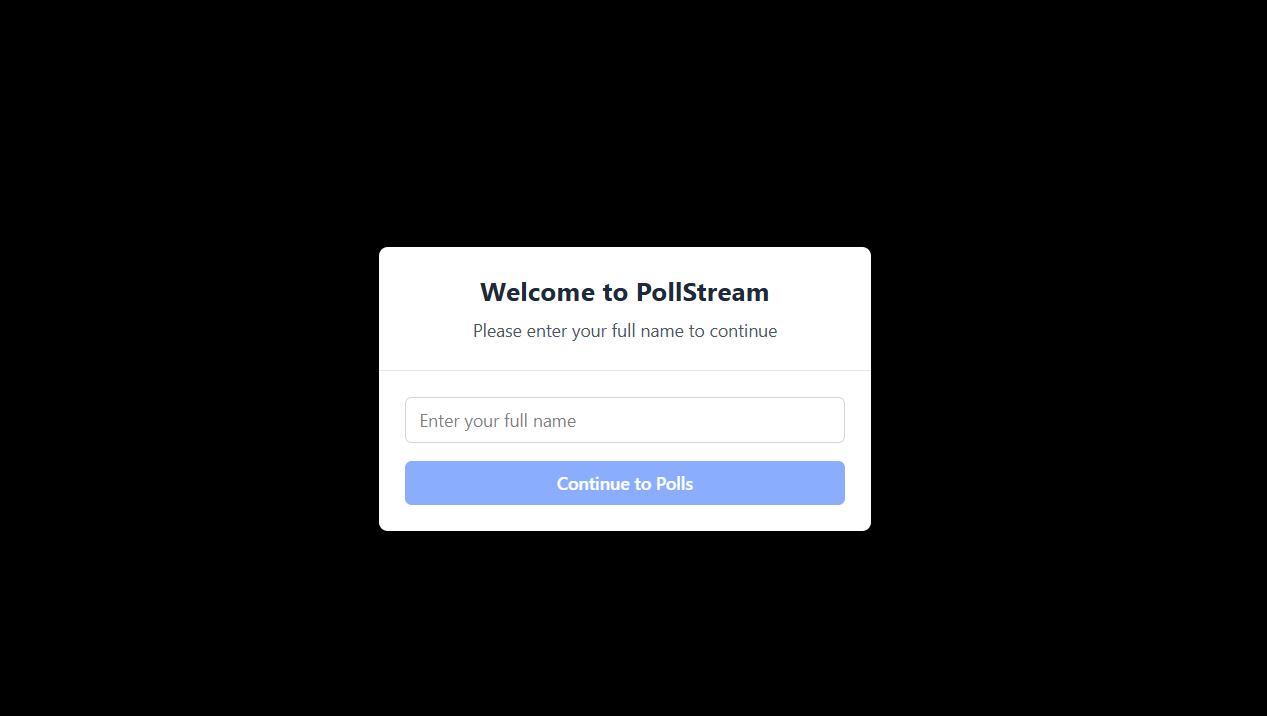 Welcome to PollStream
Please enter your full name to continue
Enter your full name
Continue to Polls